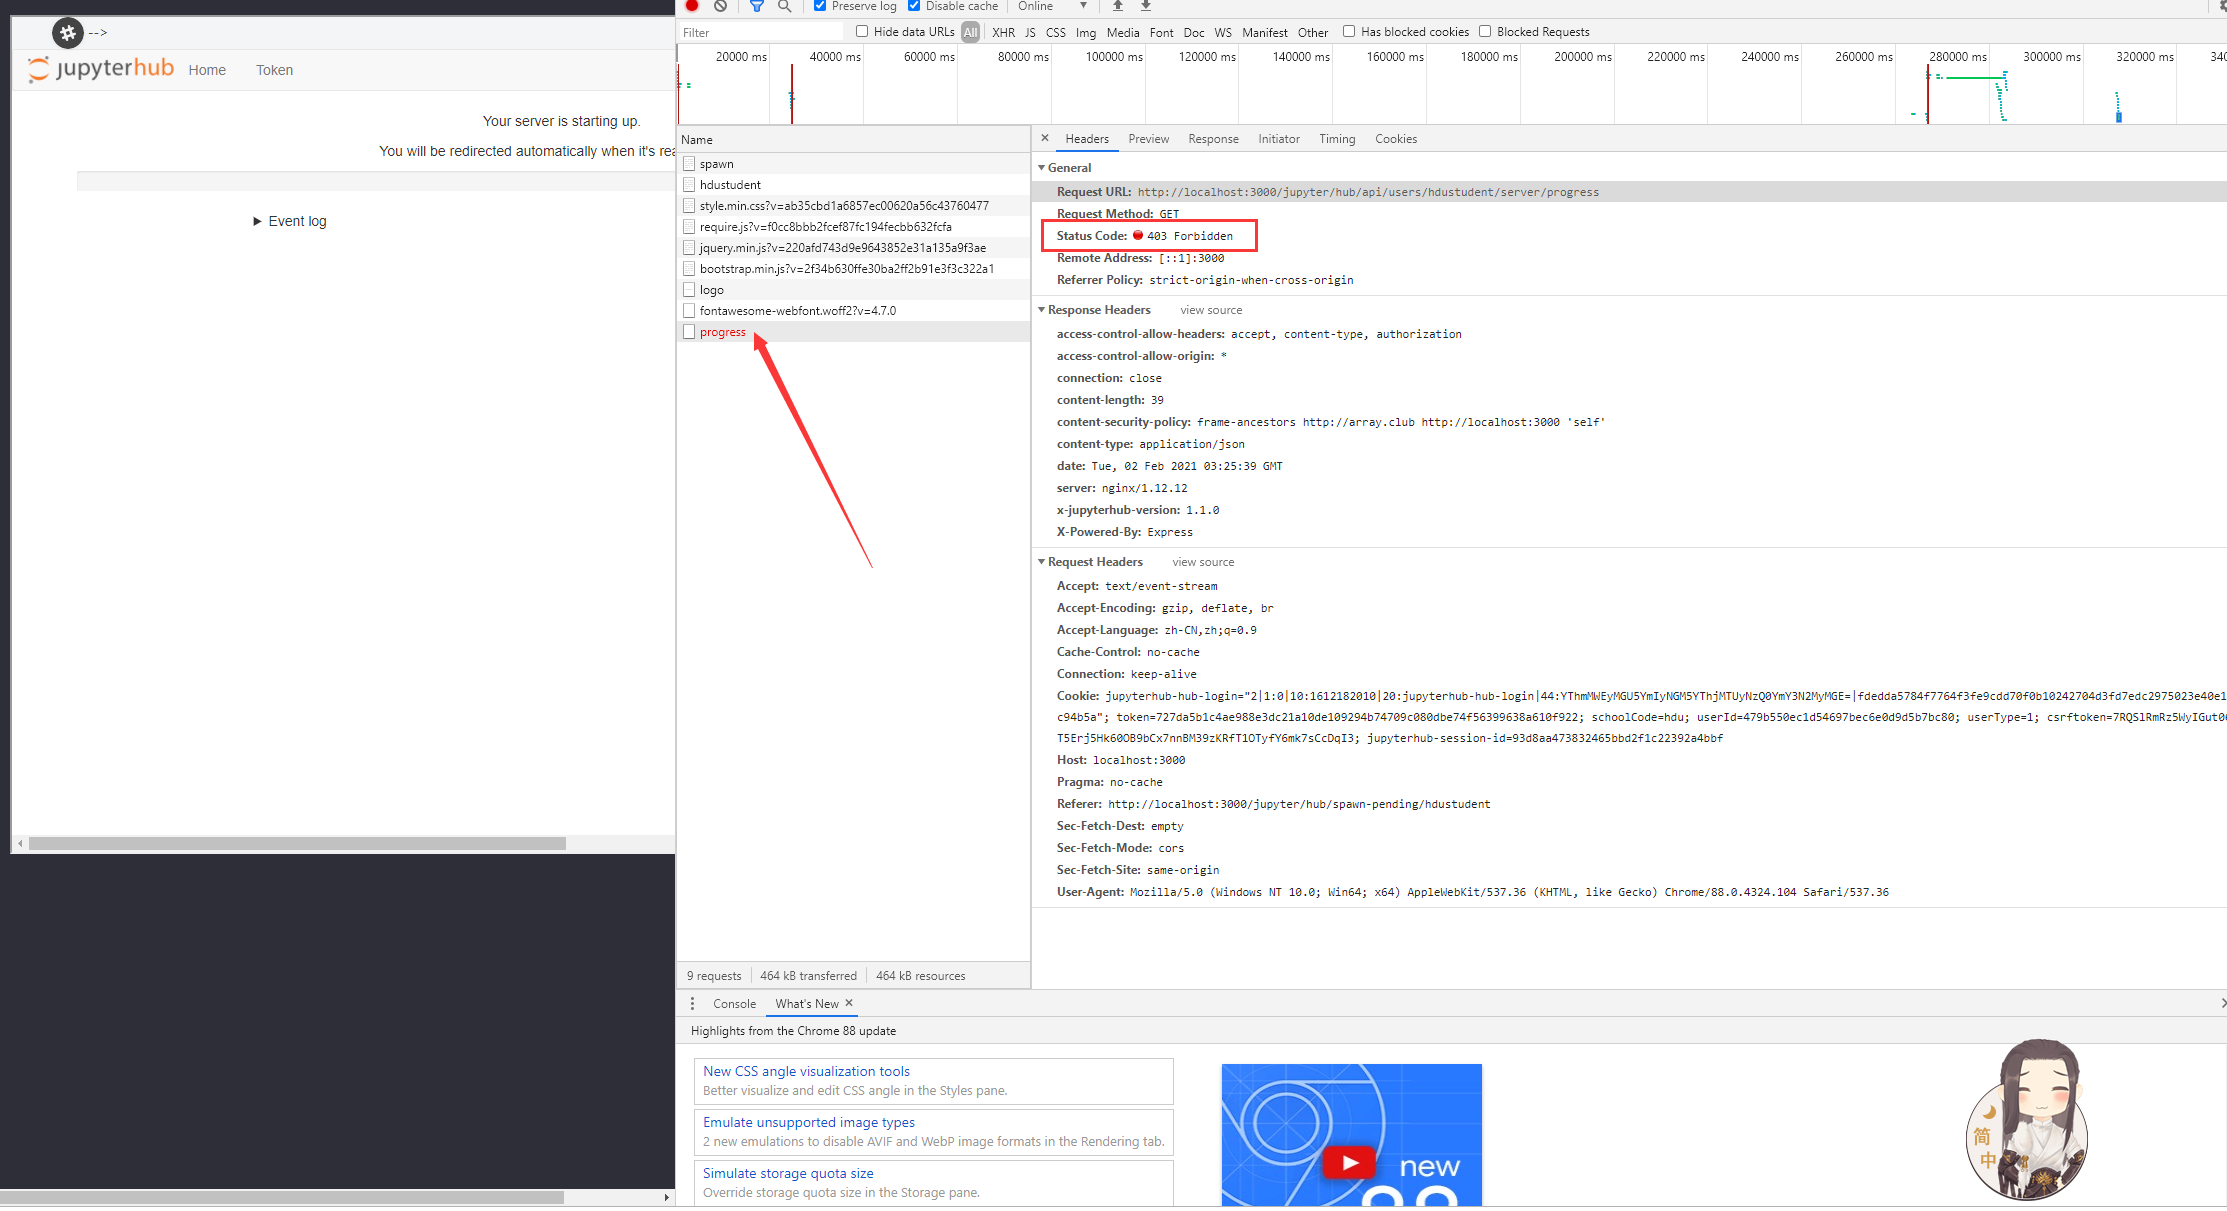 -->
jupyterhub Home Token
Your server is starting up.
You will be redirected automatically when it's rea
▶ Event log
Preserve log Disable cache Online ▼
Filter Hide data URLs All XHR JS CSS Img Media Font Doc WS Manifest Other Has blocked cookies Blocked Requests
20000 ms 40000 ms 60000 ms 80000 ms 100000 ms 120000 ms 140000 ms 160000 ms 180000 ms 200000 ms 220000 ms 240000 ms 260000 ms 280000 ms 300000 ms 320000 ms 340
Name
spawn
hdustudent
style.min.css?v=ab35cbd1a6857ec00620a56c43760477
require.js?v=f0cc8bbb2fcef87fc194fecbb632fcfa
jquery.min.js?v=220afd743d9e9643852e31a135a9f3ae
bootstrap.min.js?v=2f34b630ffe30ba2ff2b91e3f3c322a1
logo
fontawesome-webfont.woff2?v=4.7.0
progress
9 requests 464 kB transferred 464 kB resources
× Headers Preview Response Initiator Timing Cookies
▼ General
Request URL: http://localhost:3000/jupyter/hub/api/users/hdustudent/server/progress
Request Method: GET
Status Code: 403 Forbidden
Remote Address: [::1]:3000
Referrer Policy: strict-origin-when-cross-origin
▼ Response Headers view source
access-control-allow-headers: accept, content-type, authorization
access-control-allow-origin: *
connection: close
content-length: 39
content-security-policy: frame-ancestors http://array.club http://localhost:3000 'self'
content-type: application/json
date: Tue, 02 Feb 2021 03:25:39 GMT
server: nginx/1.12.12
x-jupyterhub-version: 1.1.0
X-Powered-By: Express
▼ Request Headers view source
Accept: text/event-stream
Accept-Encoding: gzip, deflate, br
Accept-Language: zh-CN,zh;q=0.9
Cache-Control: no-cache
Connection: keep-alive
Cookie: jupyterhub-hub-login="2|1:0|10:1612182010|20:jupyterhub-hub-login|44:YThmMWEyMGU5YmIyNGM5YThjMTUyNzQ0YmY3N2MyMGE=|fdedda5784f7764f3fe9cdd70f0b10242704d3fd7edc2975023e40e1
c94b5a"; token=727da5b1c4ae988e3dc21a10de109294b74709c080dbe74f56399638a610f922; schoolCode=hdu; userId=479b550ec1d54697bec6e0d9d5b7bc80; userType=1; csrftoken=7RQSlRmRz5WyIGut0
T5Erj5Hk60OB9bCx7nnBM39zKRfT1OTyfY6mk7sCcDqI3; jupyterhub-session-id=93d8aa473832465bbd2f1c22392a4bbf
Host: localhost:3000
Pragma: no-cache
Referer: http://localhost:3000/jupyter/hub/spawn-pending/hdustudent
Sec-Fetch-Dest: empty
Sec-Fetch-Mode: cors
Sec-Fetch-Site: same-origin
User-Agent: Mozilla/5.0 (Windows NT 10.0; Win64; x64) AppleWebKit/537.36 (KHTML, like Gecko) Chrome/88.0.4324.104 Safari/537.36
Console What's New ×
Highlights from the Chrome 88 update
New CSS angle visualization tools
Better visualize and edit CSS angle in the Styles pane.
Emulate unsupported image types
2 new emulations to disable AVIF and WebP image formats in the Rendering tab.
Simulate storage quota size
Override storage quota size in the Storage pane.
new
88
简
中